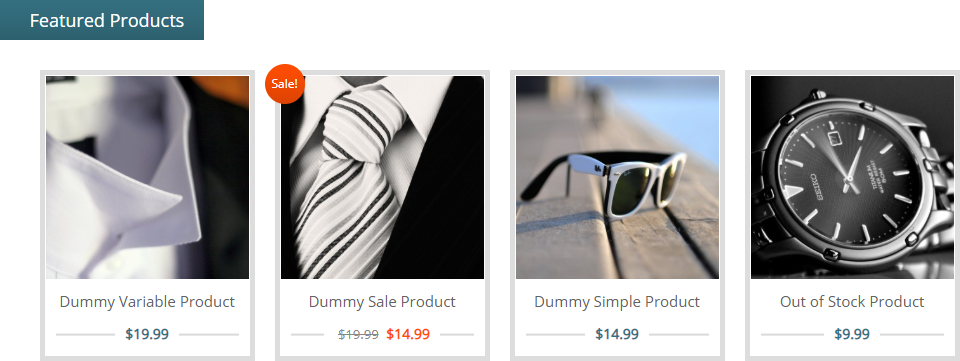 Featured Products
Sale!
Dummy Variable Product
$19.99
Dummy Sale Product
$19.99 $14.99
Dummy Simple Product
$14.99
SEIKO
Out of Stock Product
$9.99